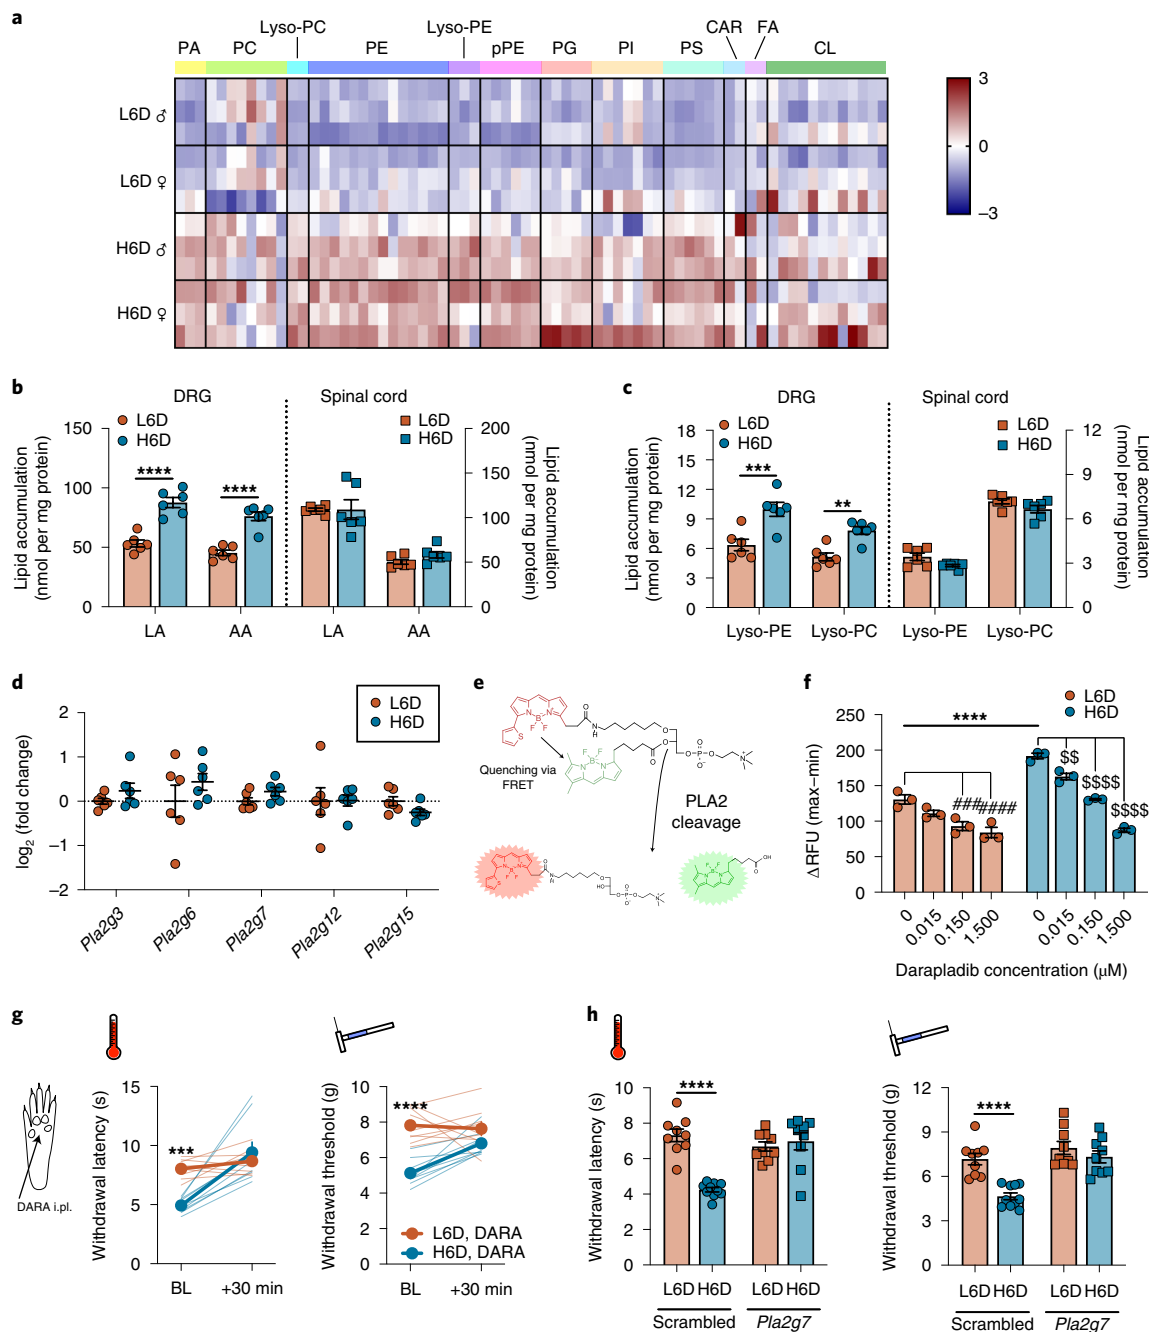 a
Lyso-PC
Lyso-PE
CAR
FA
PA
PC
PE
pPE
PG
PI
PS
CL
L6D ♂
L6D ♀
H6D ♂
H6D ♀
3
0
−3
b
DRG
Spinal cord
L6D
H6D
L6D
H6D
Lipid accumulation
(nmol per mg protein)
150
100
50
0
****
****
200
150
100
50
0
Lipid accumulation
(nmol per mg protein)
LA
AA
LA
AA
c
DRG
Spinal cord
L6D
H6D
L6D
H6D
Lipid accumulation
(nmol per mg protein)
18
15
12
9
6
3
0
***
**
12
9
6
3
0
Lipid accumulation
(nmol per mg protein)
Lyso-PE
Lyso-PC
Lyso-PE
Lyso-PC
d
L6D
H6D
log2 (fold change)
2
1
0
−1
−2
Pla2g3
Pla2g6
Pla2g7
Pla2g12
Pla2g15
e
Quenching via
FRET
PLA2
cleavage
f
L6D
H6D
ΔRFU (max−min)
250
200
150
100
50
0
****
###
####
$$
$$$$
$$$$
0
0.015
0.150
1.500
0
0.015
0.150
1.500
Darapladib concentration (μM)
g
DARA i.pl.
Withdrawal latency (s)
15
10
5
0
***
BL
+30 min
Withdrawal threshold (g)
10
8
6
4
2
0
****
L6D, DARA
H6D, DARA
BL
+30 min
h
Withdrawal latency (s)
10
8
6
4
2
0
****
L6D H6D
L6D H6D
Scrambled
Pla2g7
Withdrawal threshold (g)
12
9
6
3
0
****
L6D H6D
L6D H6D
Scrambled
Pla2g7